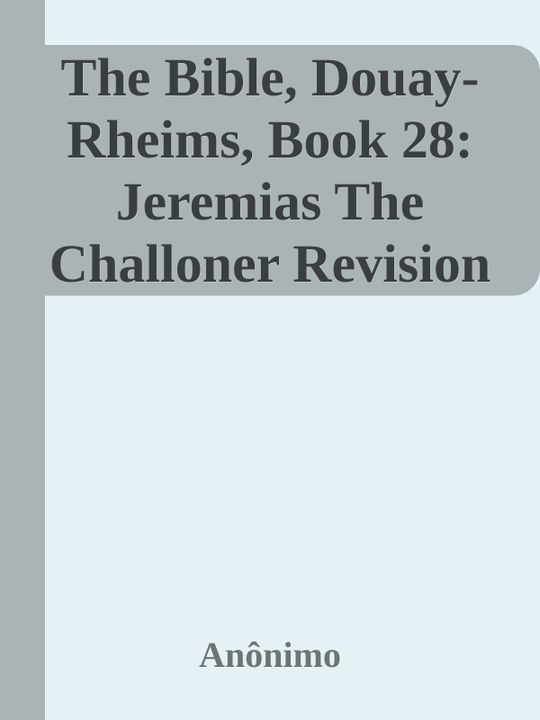 The Bible, Douay-
Rheims, Book 28:
Jeremias The
Challoner Revision
Anônimo